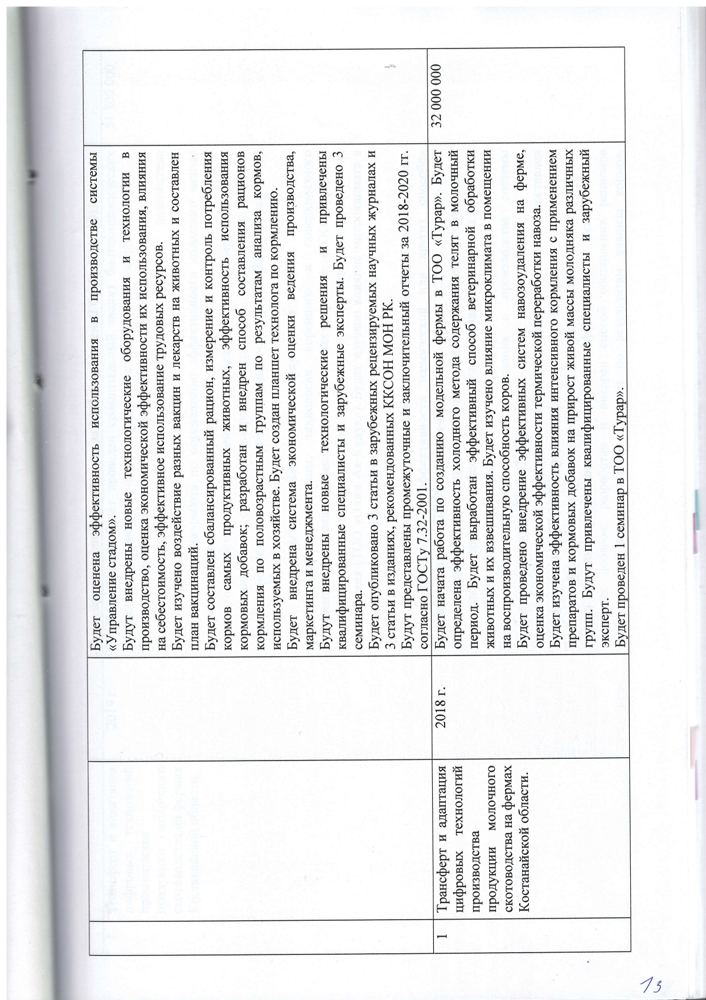 Будет оценена эффективность использования в производстве системы
«Управление стадом».
Будут внедрены новые технологические оборудования и технологии в
производство, оценка экономической эффективности их использования, влияния
на себестоимость, эффективное использование трудовых ресурсов.
Будет изучено воздействие разных вакцин и лекарств на животных и составлен
план вакцинаций.
Будет составлен сбалансированный рацион, измерение и контроль потребления
кормов самых продуктивных животных, эффективность использования
кормовых добавок; разработан и внедрен способ составления рационов
кормления по половозрастным группам по результатам анализа кормов,
используемых в хозяйстве. Будет создан планшет технолога по кормлению.
Будет внедрена система экономической оценки ведения производства,
маркетинга и менеджмента.
Будут внедрены новые технологические решения и привлечены
квалифицированные специалисты и зарубежные эксперты. Будет проведено 3
семинара.
Будет опубликовано 3 статьи в зарубежных рецензируемых научных журналах и
3 статьи в изданиях, рекомендованных ККСОН МОН РК.
Будут представлены промежуточные и заключительный отчеты за 2018-2020 гг.
согласно ГОСТу 7.32-2001.
1
Трансферт и адаптация
цифровых технологий
производства
продукции молочного
скотоводства на фермах
Костанайской области.
2018 г.
Будет начата работа по созданию модельной фермы в ТОО «Турар». Будет
определена эффективность холодного метода содержания телят в молочный
период. Будет выработан эффективный способ ветеринарной обработки
животных и их взвешивания. Будет изучено влияние микроклимата в помещении
на воспроизводительную способность коров.
Будет проведено внедрение эффективных систем навозоудаления на ферме,
оценка экономической эффективности термической переработки навоза.
Будет изучена эффективность влияния интенсивного кормления с применением
препаратов и кормовых добавок на прирост живой массы молодняка различных
групп. Будут привлечены квалифицированные специалисты и зарубежный
эксперт.
Будет проведен 1 семинар в ТОО «Турар».
32 000 000
13